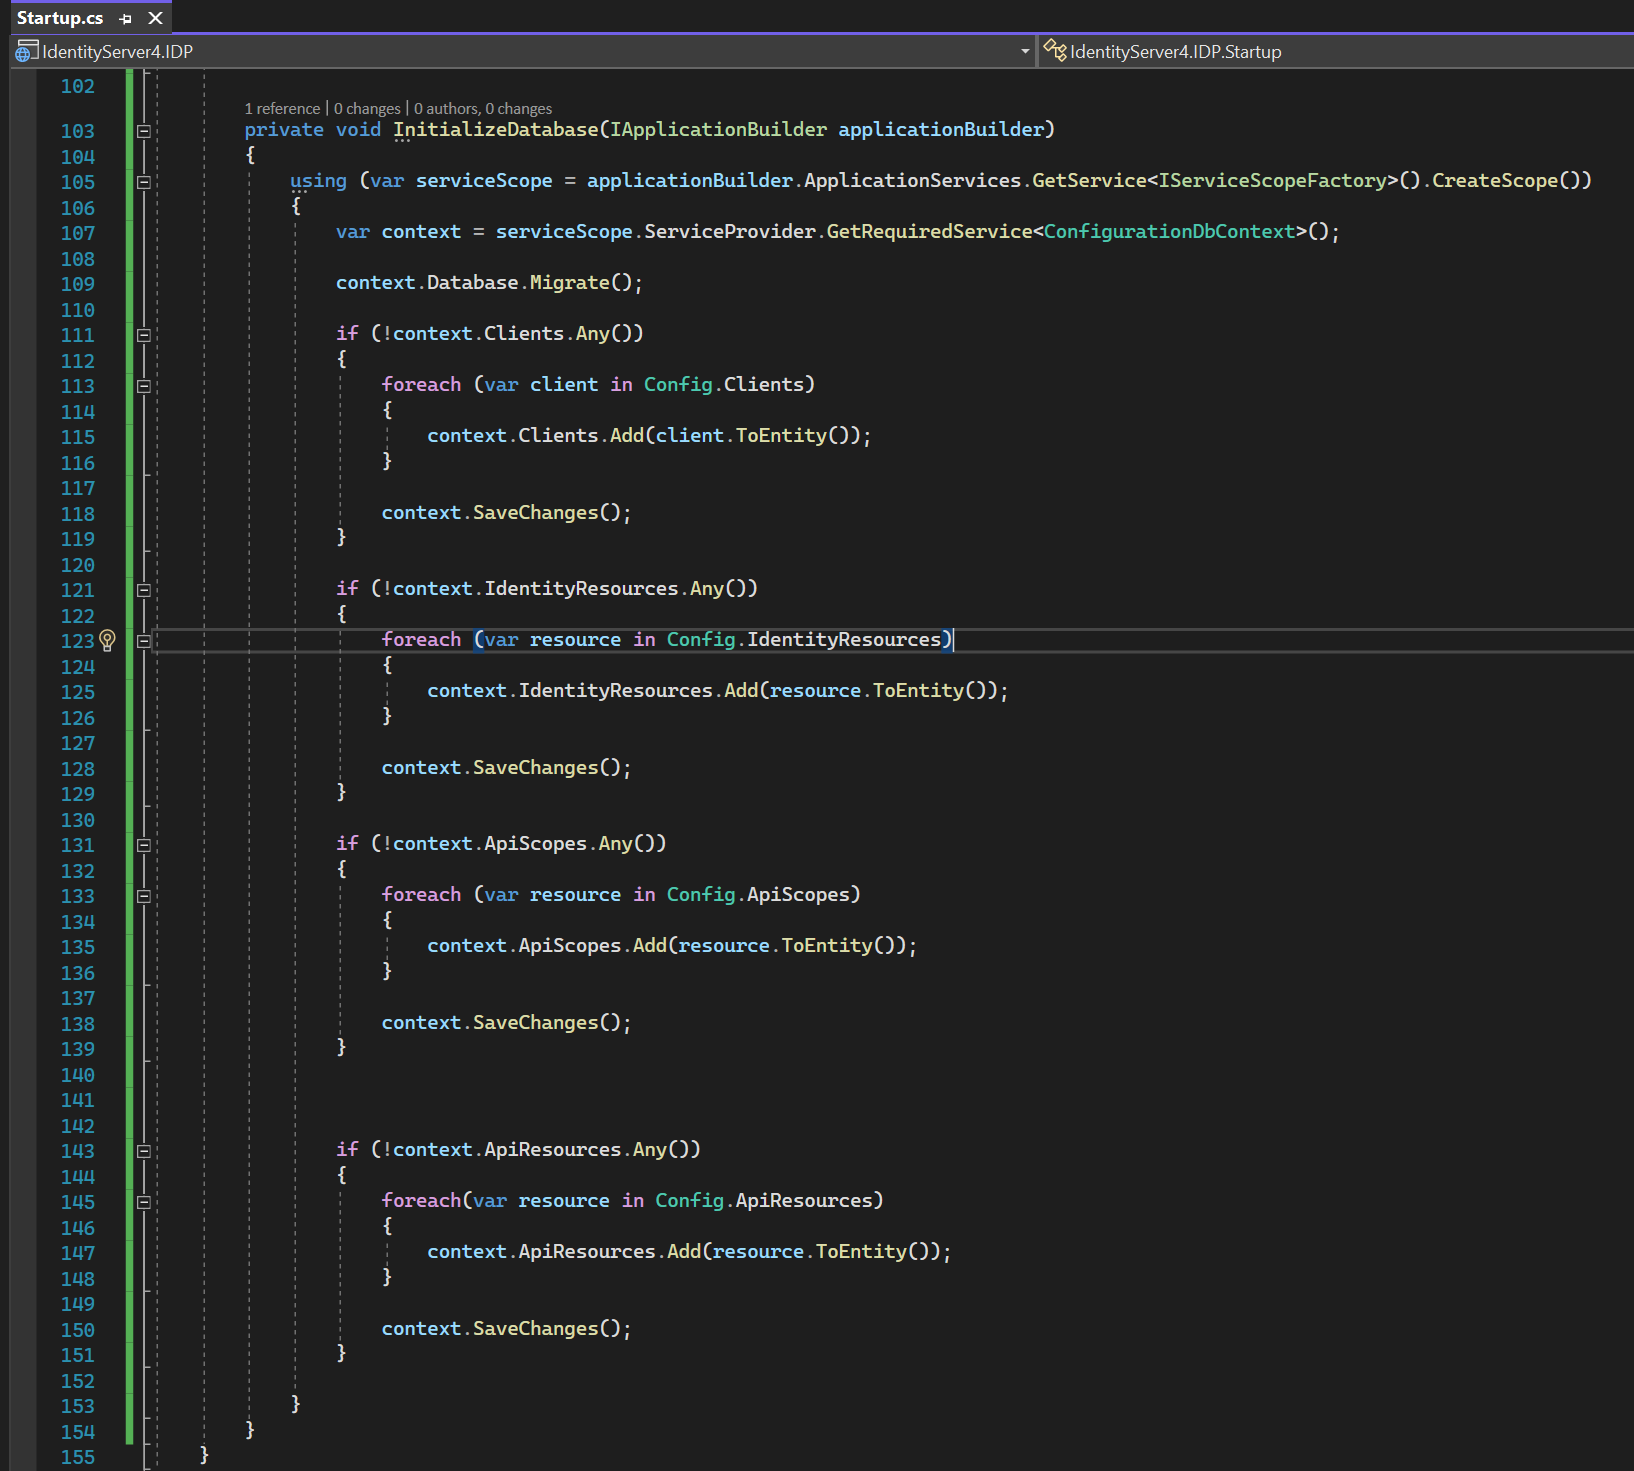 Startup.cs
IdentityServer4.IDP IdentityServer4.IDP.Startup
102
1 reference | 0 changes | 0 authors, 0 changes
103 private void InitializeDatabase(IApplicationBuilder applicationBuilder)
104 {
105 using (var serviceScope = applicationBuilder.ApplicationServices.GetService<IServiceScopeFactory>().CreateScope())
106 {
107 var context = serviceScope.ServiceProvider.GetRequiredService<ConfigurationDbContext>();
108
109 context.Database.Migrate();
110
111 if (!context.Clients.Any())
112 {
113 foreach (var client in Config.Clients)
114 {
115 context.Clients.Add(client.ToEntity());
116 }
117
118 context.SaveChanges();
119 }
120
121 if (!context.IdentityResources.Any())
122 {
123 foreach (var resource in Config.IdentityResources)
124 {
125 context.IdentityResources.Add(resource.ToEntity());
126 }
127
128 context.SaveChanges();
129 }
130
131 if (!context.ApiScopes.Any())
132 {
133 foreach (var resource in Config.ApiScopes)
134 {
135 context.ApiScopes.Add(resource.ToEntity());
136 }
137
138 context.SaveChanges();
139 }
140
141
142
143 if (!context.ApiResources.Any())
144 {
145 foreach(var resource in Config.ApiResources)
146 {
147 context.ApiResources.Add(resource.ToEntity());
148 }
149
150 context.SaveChanges();
151 }
152
153 }
154 }
155 }